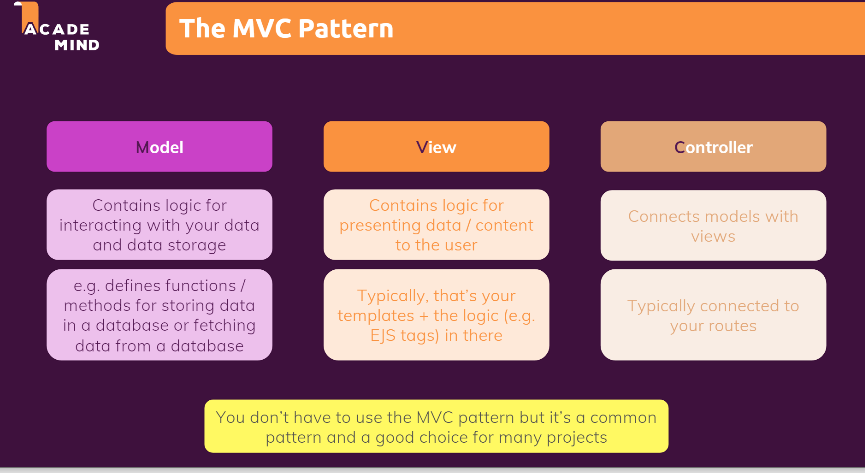 ACADE
MIND
The MVC Pattern
Model
Contains logic for
interacting with your data
and data storage
e.g. defines functions /
methods for storing data
in a database or fetching
data from a database
View
Contains logic for
presenting data / content
to the user
Typically, that's your
templates + the logic (e.g.
EJS tags) in there
Controller
Connects models with
views
Typically connected to
your routes
You don't have to use the MVC pattern but it's a common
pattern and a good choice for many projects